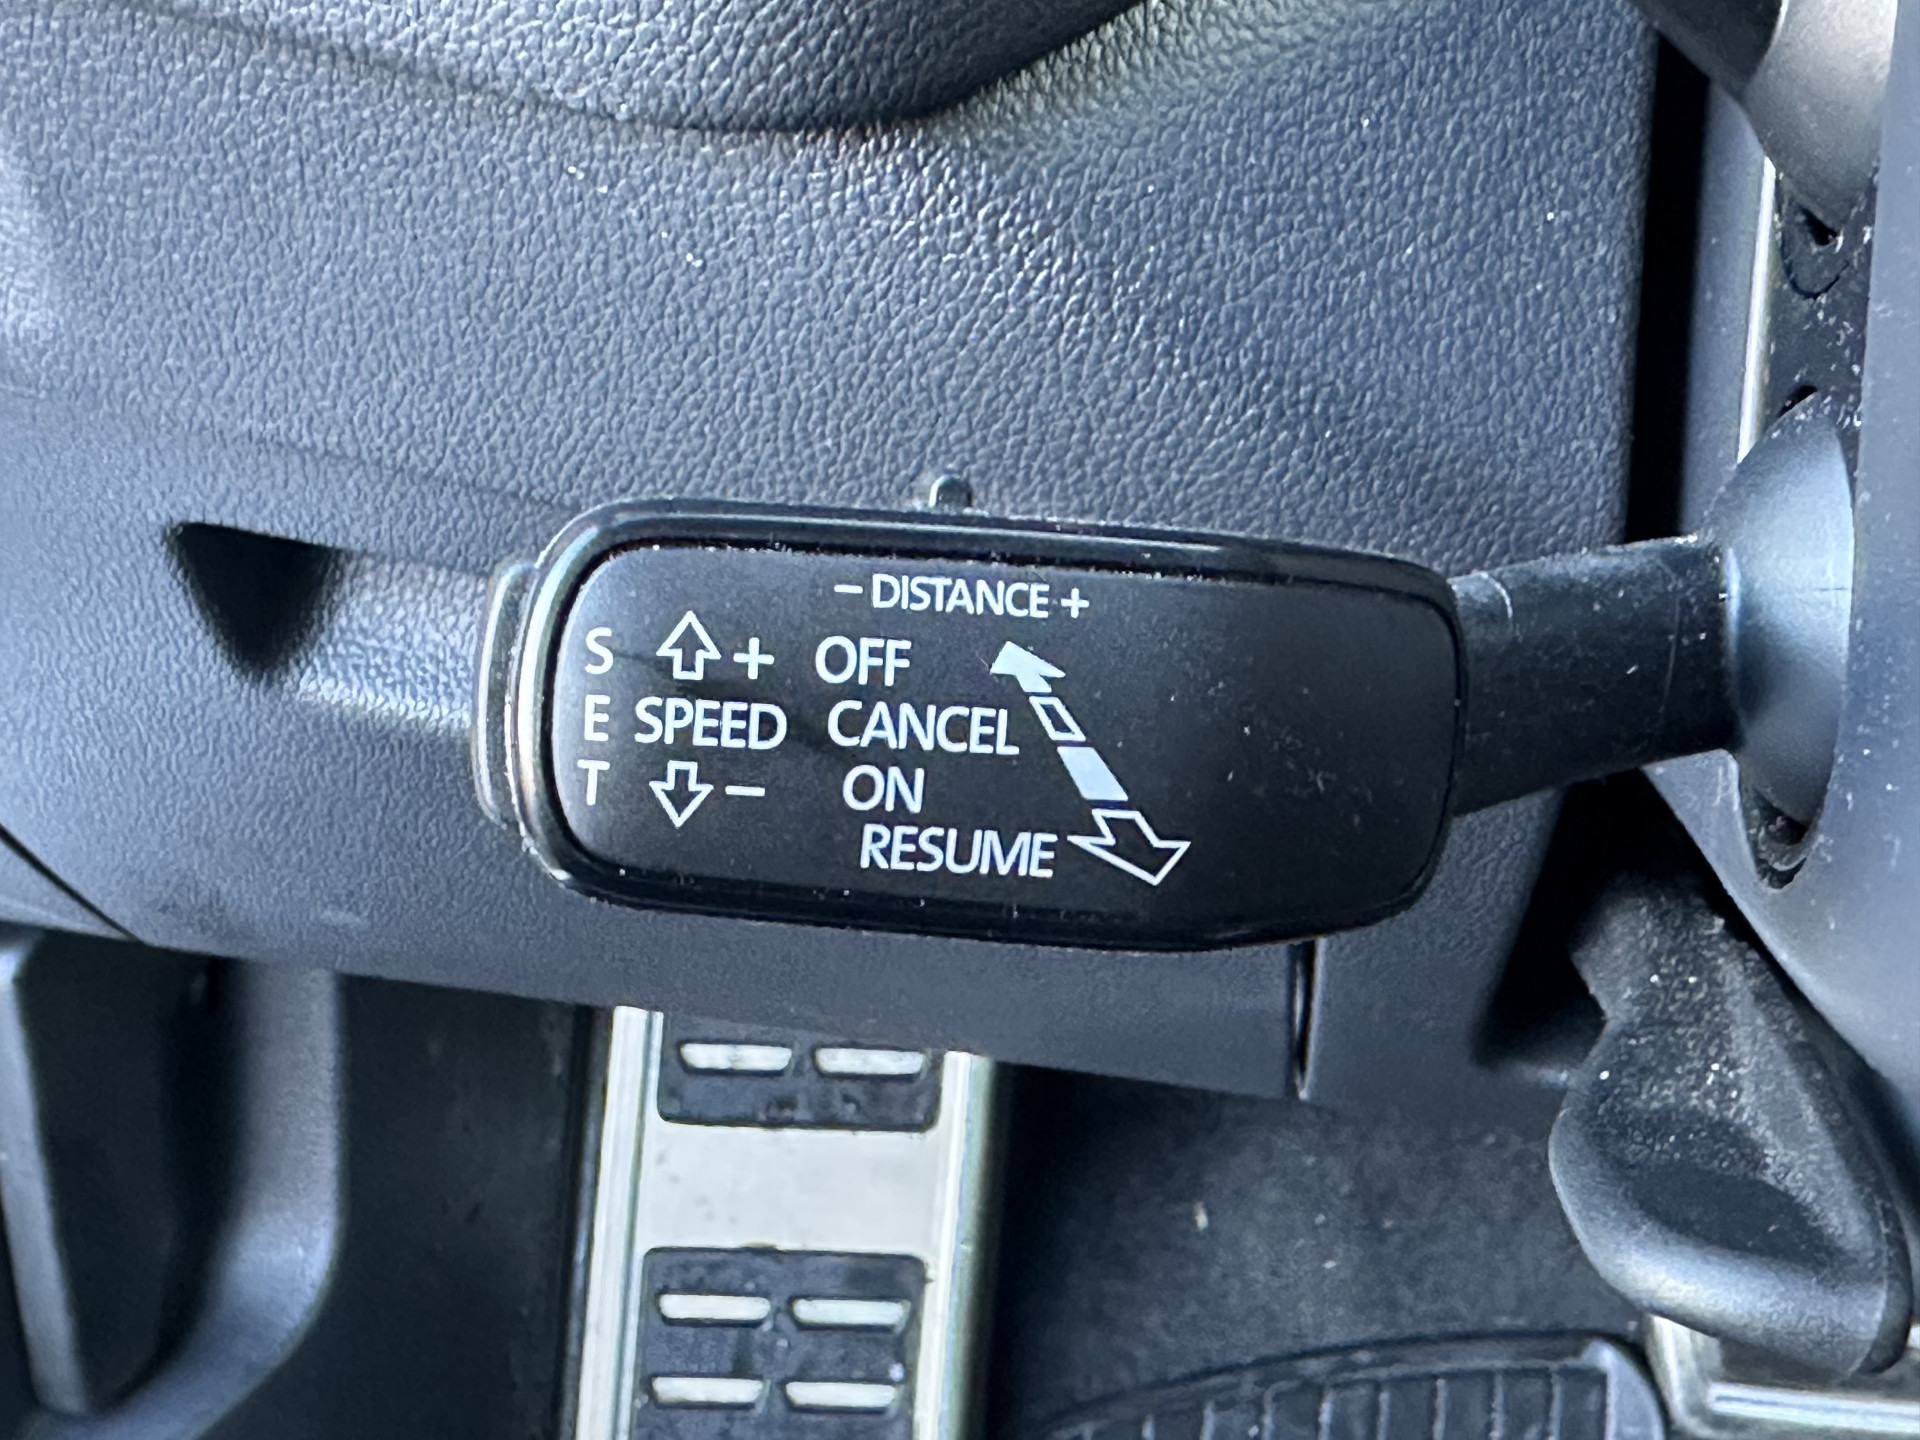 – DISTANCE +
S + OFF
E SPEED CANCEL
T – ON
RESUME